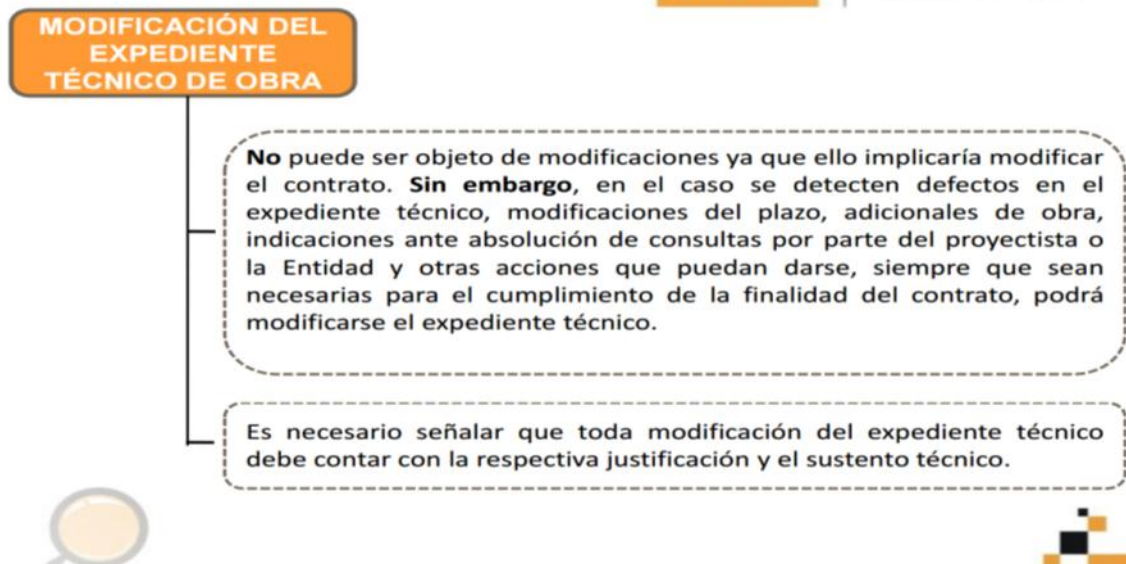 MODIFICACIÓN DEL
EXPEDIENTE
TÉCNICO DE OBRA
No puede ser objeto de modificaciones ya que ello implicaría modificar
el contrato. Sin embargo, en el caso se detecten defectos en el
expediente técnico, modificaciones del plazo, adicionales de obra,
indicaciones ante absolución de consultas por parte del proyectista o
la Entidad y otras acciones que puedan darse, siempre que sean
necesarias para el cumplimiento de la finalidad del contrato, podrá
modificarse el expediente técnico.
Es necesario señalar que toda modificación del expediente técnico
debe contar con la respectiva justificación y el sustento técnico.